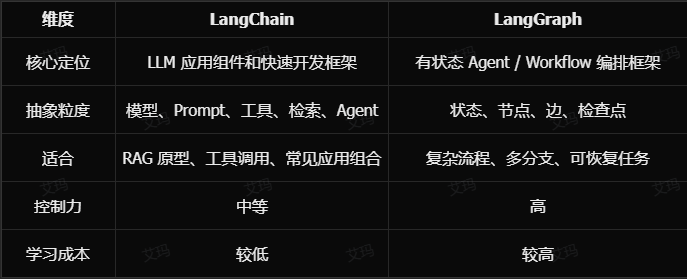 维度 LangChain LangGraph
核心定位 LLM 应用组件和快速开发框架 有状态 Agent / Workflow 编排框架
抽象粒度 模型、Prompt、工具、检索、Agent 状态、节点、边、检查点
适合 RAG 原型、工具调用、常见应用组合 复杂流程、多分支、可恢复任务
控制力 中等 高
学习成本 较低 较高
艾玛